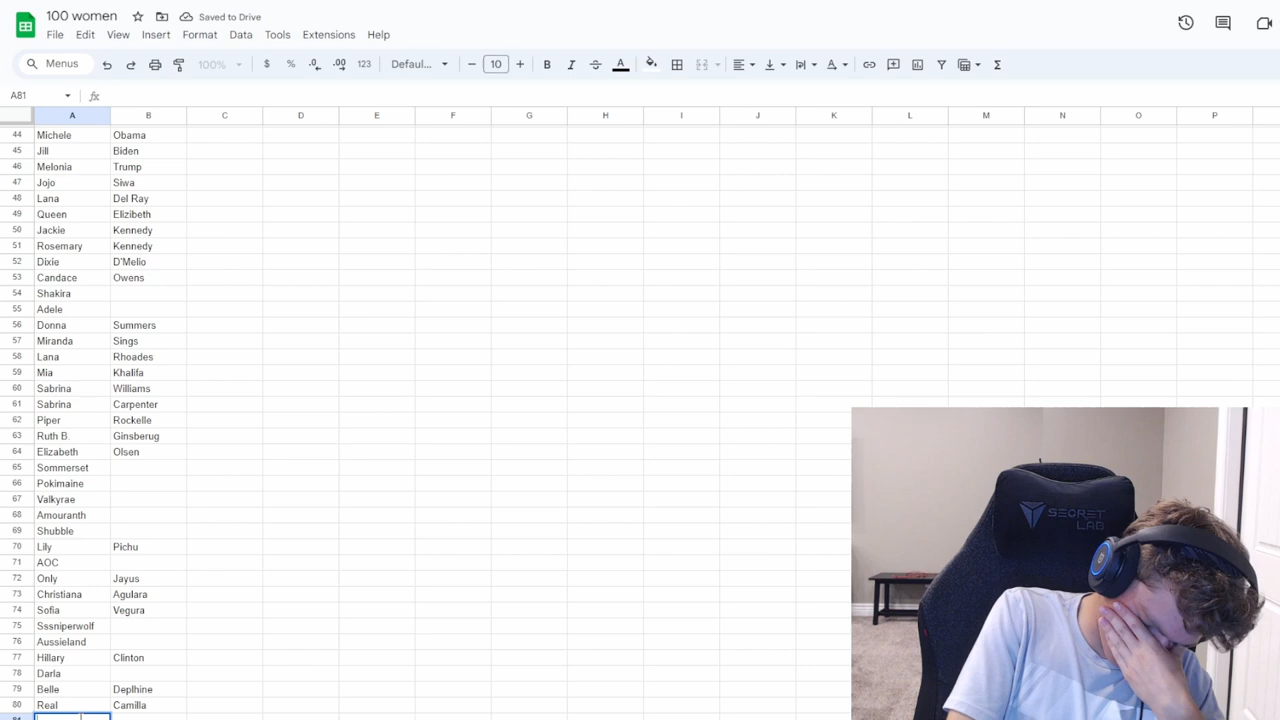 100 women Saved to Drive
File Edit View Insert Format Data Tools Extensions Help
Menus 100% $ % .0 .00 123 Defaul... 10 B I A
A81 fx
A B C D E F G H I J K L M N O P
44 Michele Obama
45 Jill Biden
46 Melonia Trump
47 Jojo Siwa
48 Lana Del Ray
49 Queen Elizibeth
50 Jackie Kennedy
51 Rosemary Kennedy
52 Dixie D'Melio
53 Candace Owens
54 Shakira
55 Adele
56 Donna Summers
57 Miranda Sings
58 Lana Rhoades
59 Mia Khalifa
60 Sabrina Williams
61 Sabrina Carpenter
62 Piper Rockelle
63 Ruth B. Ginsberug
64 Elizabeth Olsen
65 Sommerset
66 Pokimaine
67 Valkyrae
68 Amouranth
69 Shubble
70 Lily Pichu
71 AOC
72 Only Jayus
73 Christiana Agulara
74 Sofia Vegura
75 Sssniperwolf
76 Aussieland
77 Hillary Clinton
78 Darla
79 Belle Deplhine
80 Real Camilla
81
SECRET
LAB